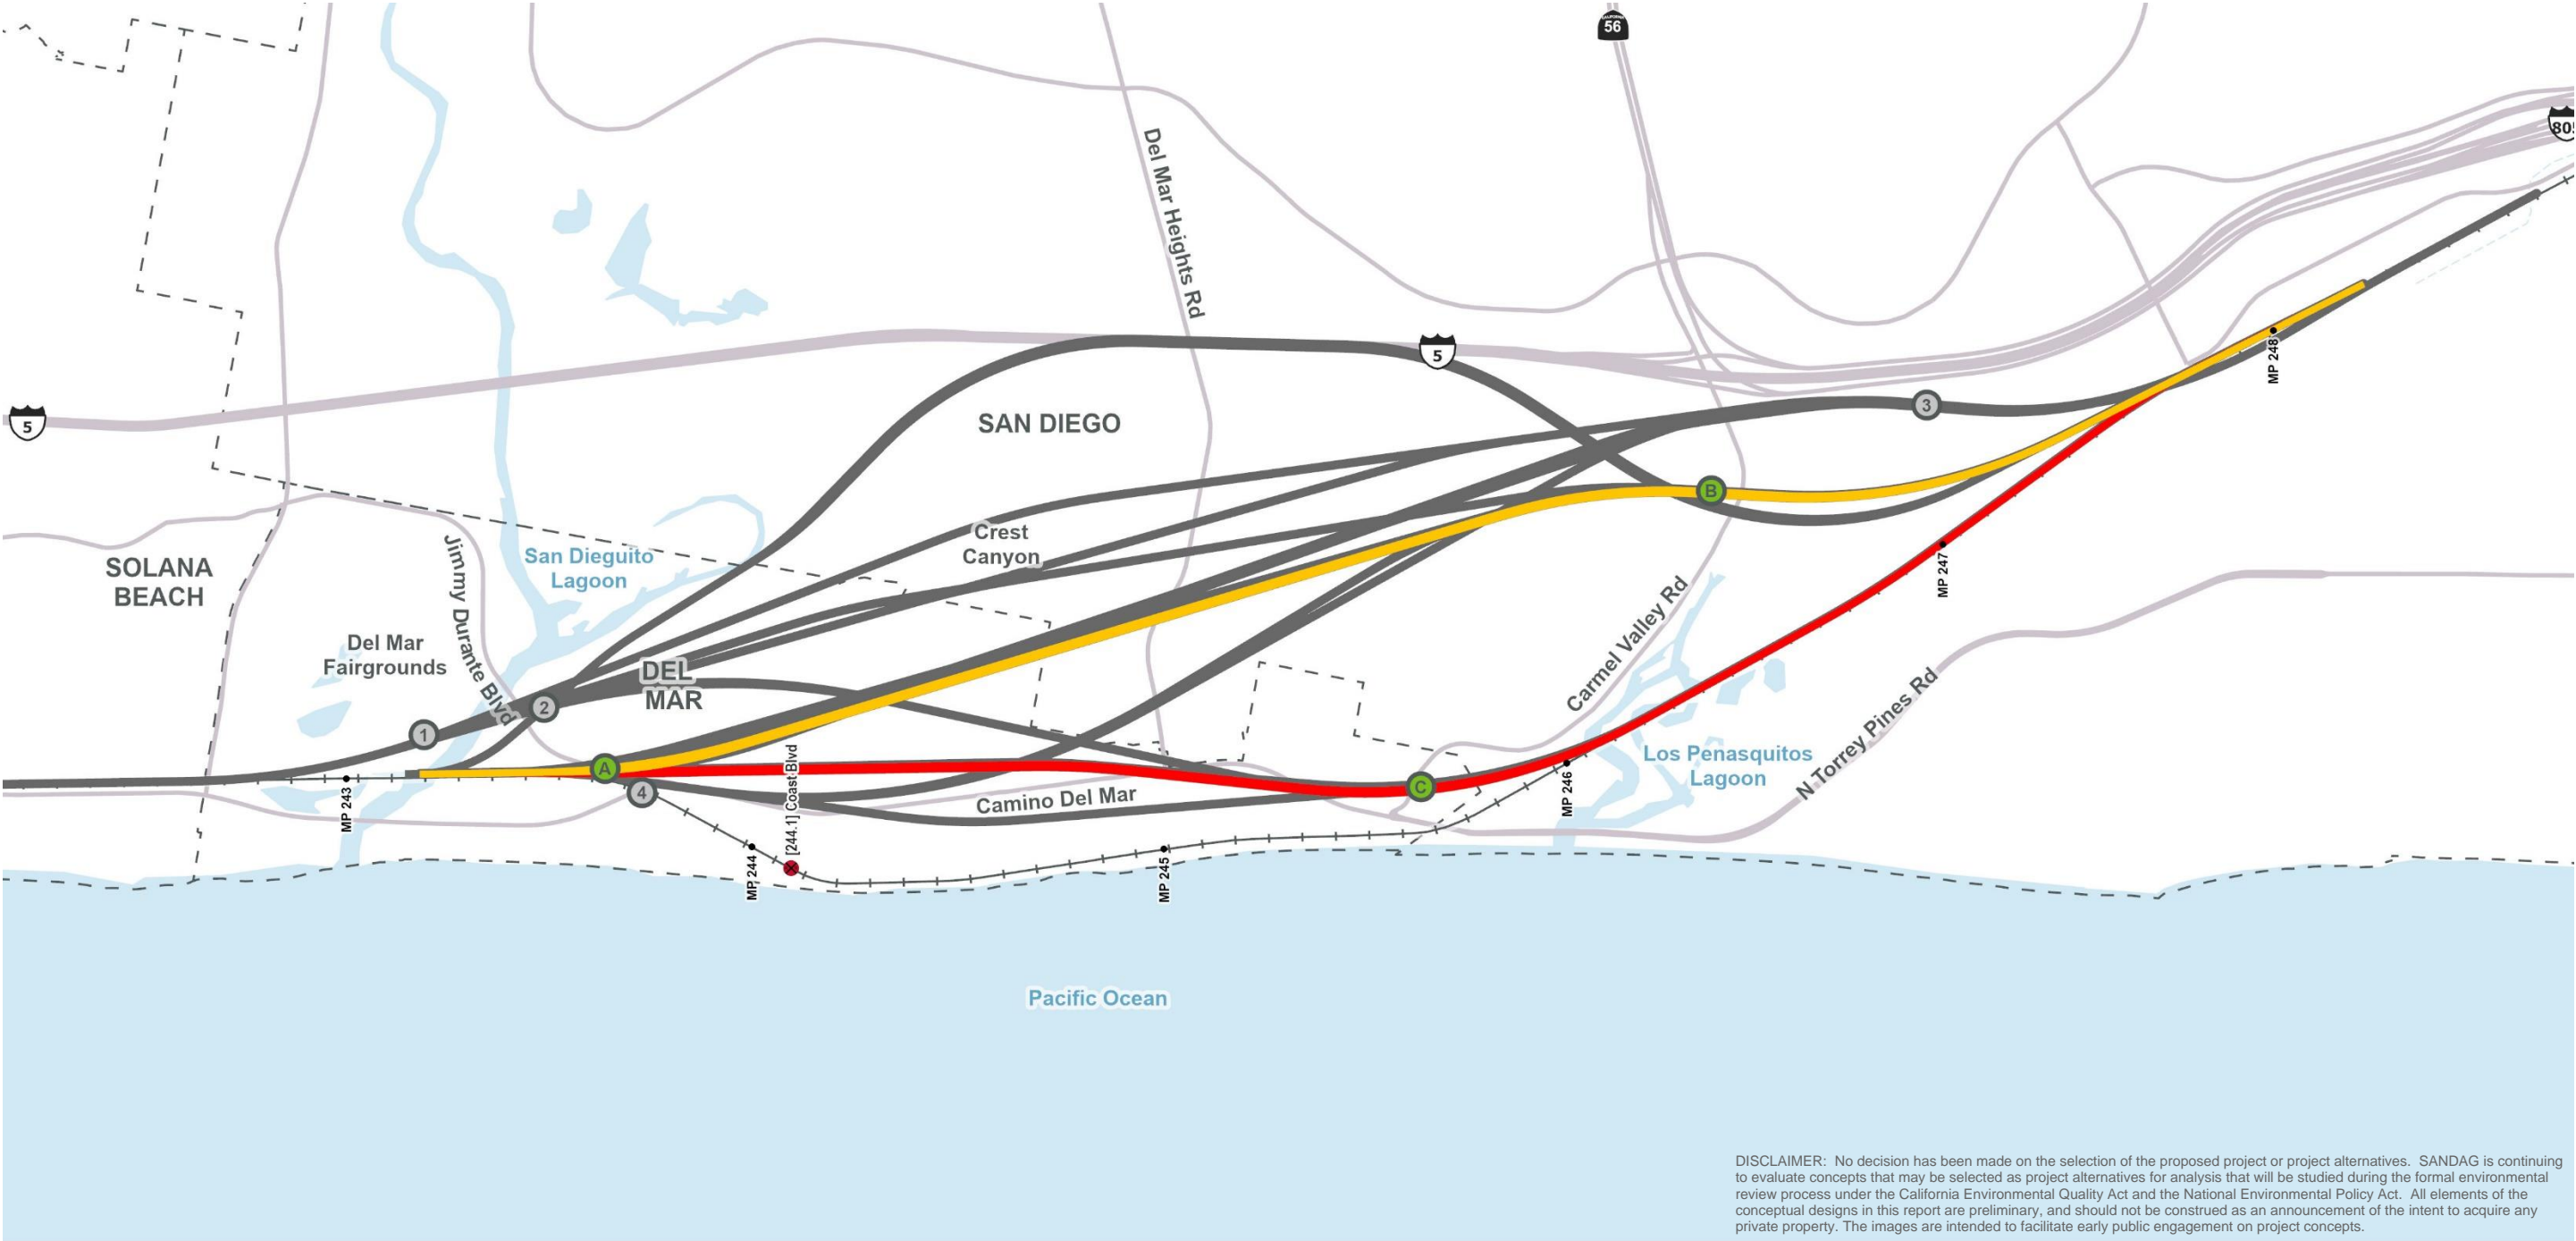 56
805
Del Mar Heights Rd
5
5
3
MP 248
SAN DIEGO
B
Crest
Canyon
San Dieguito
Lagoon
Jimmy Durante Blvd
SOLANA
BEACH
MP 247
Del Mar
Fairgrounds
DEL
MAR
Carmel Valley Rd
N Torrey Pines Rd
2
1
A
4
C
Los Penasquitos
Lagoon
Camino Del Mar
MP 243
[244.1] Coast Blvd
MP 246
MP 244
MP 245
Pacific Ocean
DISCLAIMER: No decision has been made on the selection of the proposed project or project alternatives. SANDAG is continuing
to evaluate concepts that may be selected as project alternatives for analysis that will be studied during the formal environmental
review process under the California Environmental Quality Act and the National Environmental Policy Act. All elements of the
conceptual designs in this report are preliminary, and should not be construed as an announcement of the intent to acquire any
private property. The images are intended to facilitate early public engagement on project concepts.